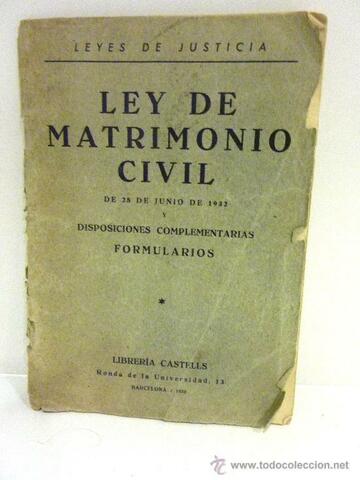 LEYES DE JUSTICIA
LEY DE
MATRIMONIO
CIVIL
DE 28 DE JUNIO DE 1932
Y
DISPOSICIONES COMPLEMENTARIAS
FORMULARIOS
*
LIBRERÍA CASTELLS
Ronda de la Universidad, 13
BARCELONA /
todocoleccion
© www.todocoleccion.net